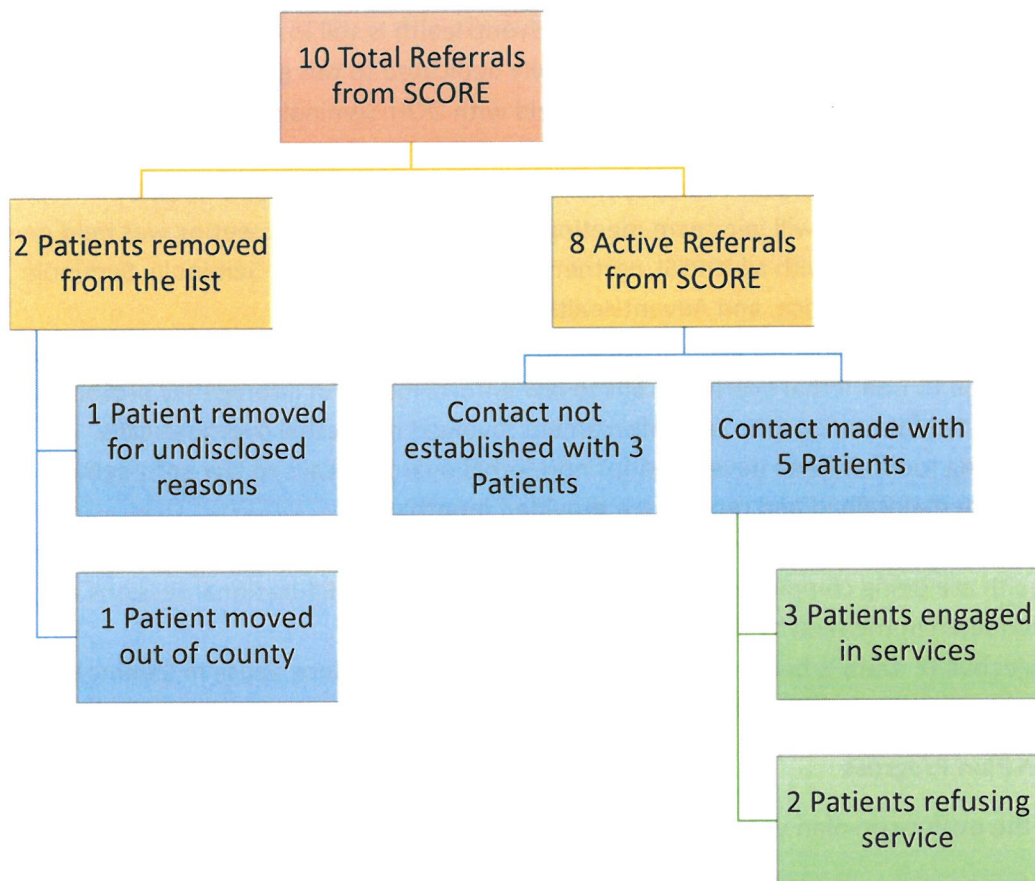 10 Total Referrals
from SCORE
2 Patients removed
from the list
8 Active Referrals
from SCORE
1 Patient removed
for undisclosed
reasons
Contact not
established with 3
Patients
Contact made with
5 Patients
1 Patient moved
out of county
3 Patients engaged
in services
2 Patients refusing
service